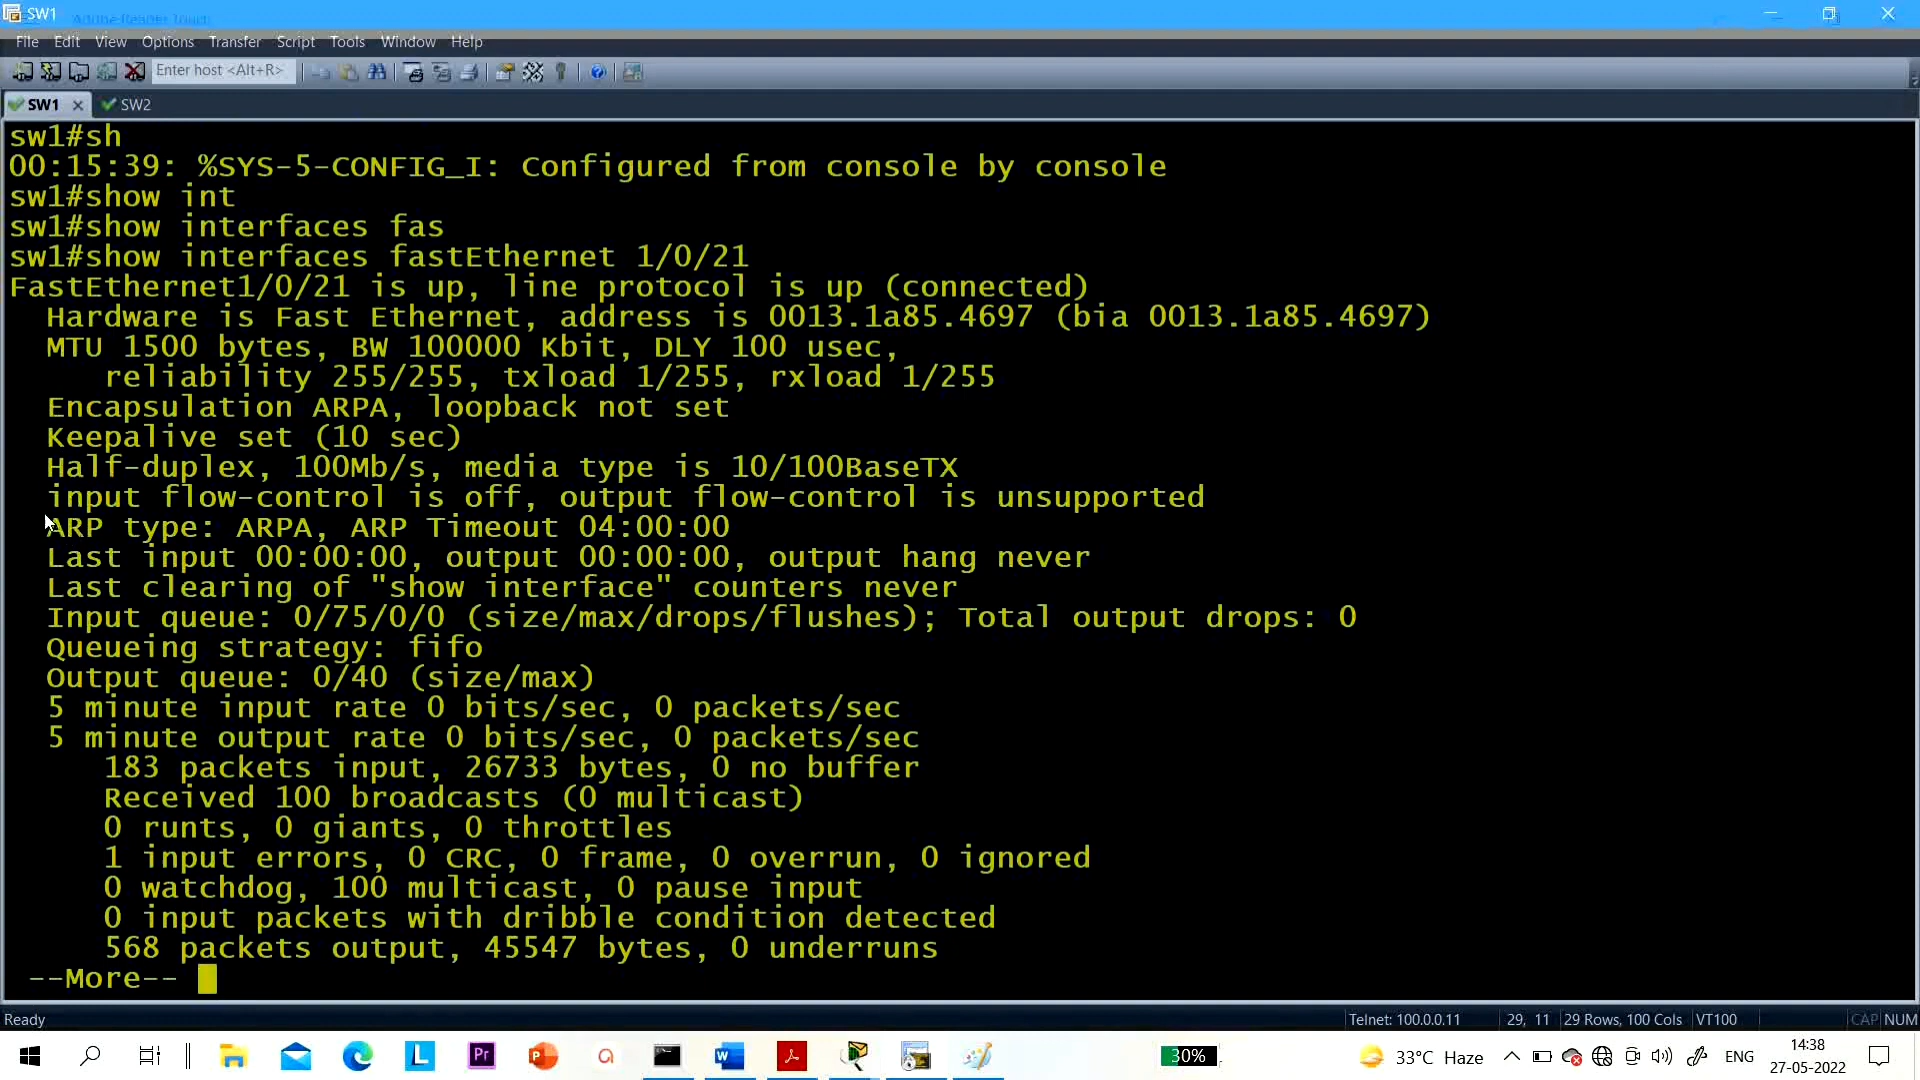 SW1
Adobe Reader Touch
File Edit View Options Transfer Script Tools Window Help
Enter host <Alt+R>
SW1 SW2
sw1#sh
00:15:39: %SYS-5-CONFIG_I: Configured from console by console
sw1#show int
sw1#show interfaces fas
sw1#show interfaces fastEthernet 1/0/21
FastEthernet1/0/21 is up, line protocol is up (connected)
Hardware is Fast Ethernet, address is 0013.1a85.4697 (bia 0013.1a85.4697)
MTU 1500 bytes, BW 100000 Kbit, DLY 100 usec,
reliability 255/255, txload 1/255, rxload 1/255
Encapsulation ARPA, loopback not set
Keepalive set (10 sec)
Half-duplex, 100Mb/s, media type is 10/100BaseTX
input flow-control is off, output flow-control is unsupported
ARP type: ARPA, ARP Timeout 04:00:00
Last input 00:00:00, output 00:00:00, output hang never
Last clearing of "show interface" counters never
Input queue: 0/75/0/0 (size/max/drops/flushes); Total output drops: 0
Queueing strategy: fifo
Output queue: 0/40 (size/max)
5 minute input rate 0 bits/sec, 0 packets/sec
5 minute output rate 0 bits/sec, 0 packets/sec
183 packets input, 26733 bytes, 0 no buffer
Received 100 broadcasts (0 multicast)
0 runts, 0 giants, 0 throttles
1 input errors, 0 CRC, 0 frame, 0 overrun, 0 ignored
0 watchdog, 100 multicast, 0 pause input
0 input packets with dribble condition detected
568 packets output, 45547 bytes, 0 underruns
--More--
Ready Telnet: 100.0.0.11 29, 11 29 Rows, 100 Cols VT100 CAP NUM
L Pr P W 30% 33°C Haze ENG 14:38
27-05-2022